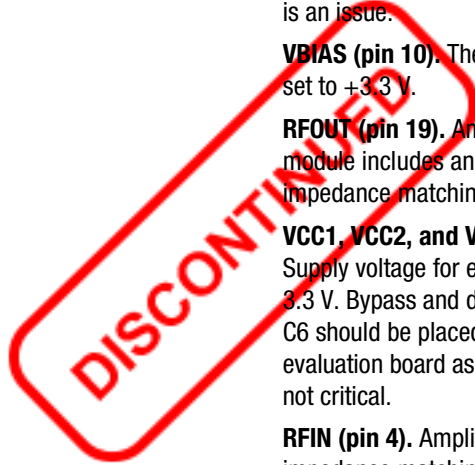 is an issue.
VBIAS (pin 10). The
set to +3.3 V.
RFOUT (pin 19). An
module includes an
impedance matchin
VCC1, VCC2, and V
Supply voltage for e
3.3 V. Bypass and d
C6 should be placed
evaluation board as
not critical.
RFIN (pin 4). Ampli
DISCONTINUED